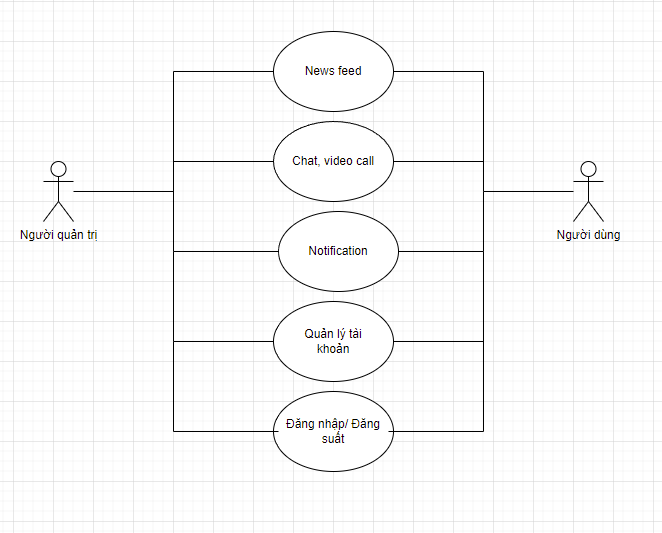 News feed
Chat, video call
Người quản trị
Người dùng
Notification
Quản lý tài
khoản
Đăng nhập/ Đăng
suất